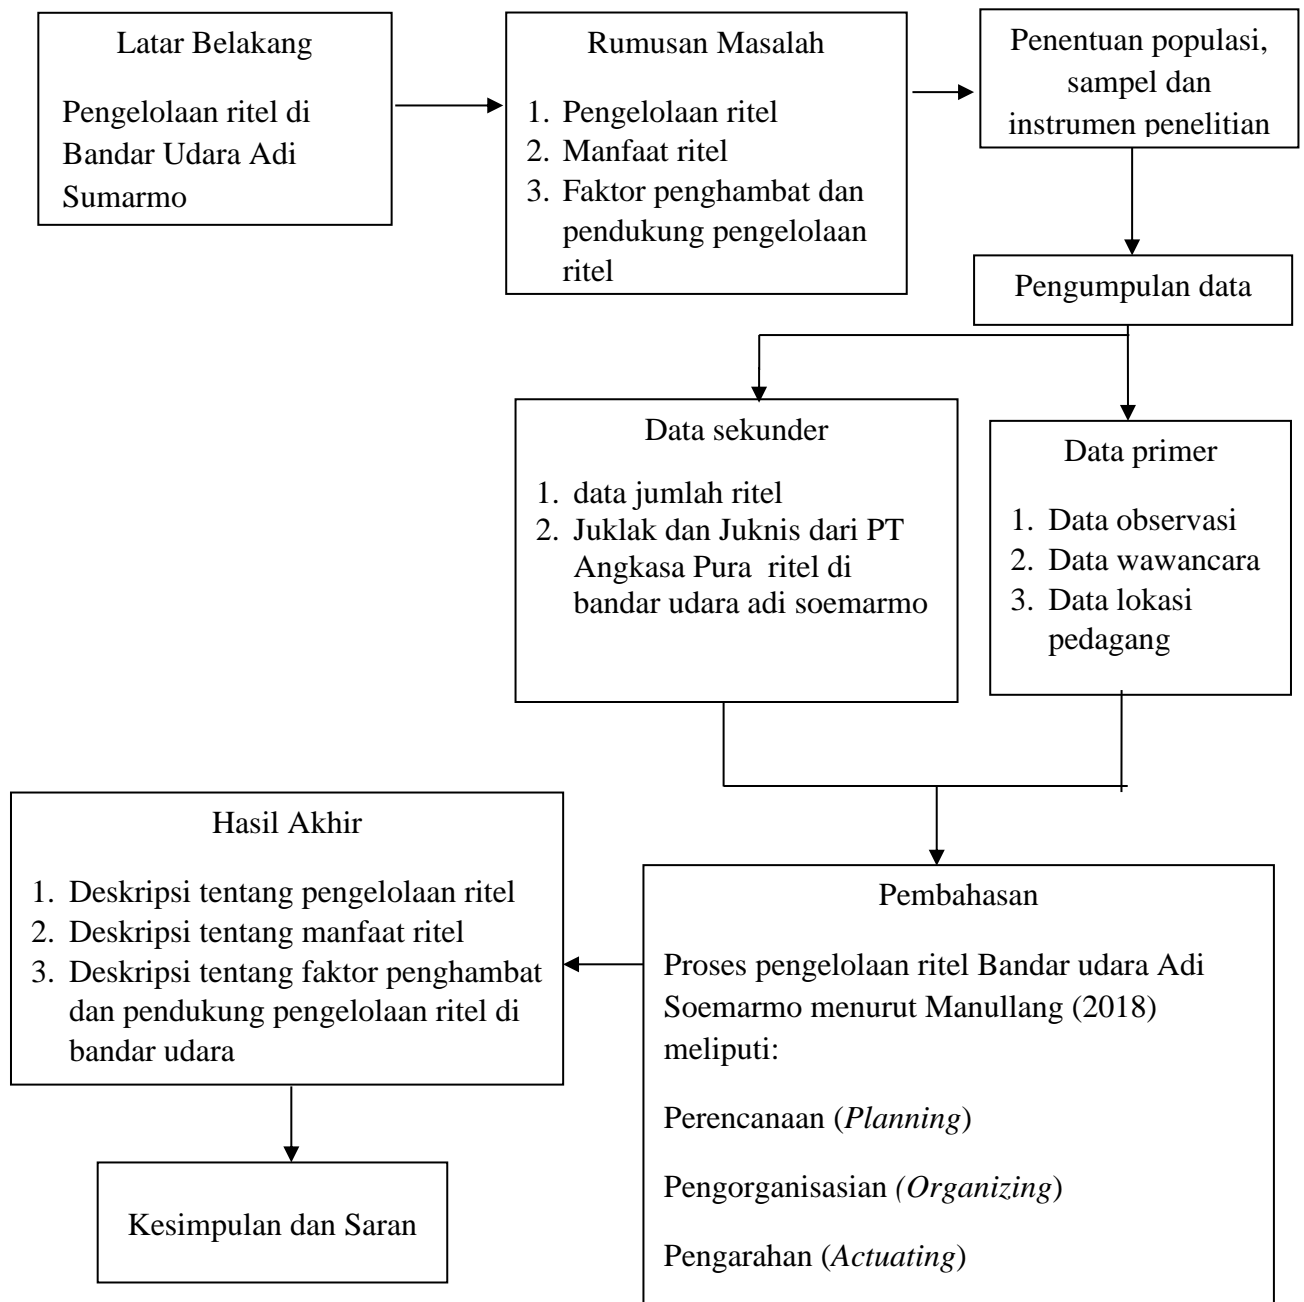 Latar Belakang
Pengelolaan ritel di
Bandar Udara Adi
Sumarmo
Rumusan Masalah
1. Pengelolaan ritel
2. Manfaat ritel
3. Faktor penghambat dan
pendukung pengelolaan
ritel
Penentuan populasi,
sampel dan
instrumen penelitian
Pengumpulan data
Data sekunder
1. data jumlah ritel
2. Juklak dan Juknis dari PT
Angkasa Pura ritel di
bandar udara adi soemarmo
Data primer
1. Data observasi
2. Data wawancara
3. Data lokasi
pedagang
Pembahasan
Proses pengelolaan ritel Bandar udara Adi
Soemarmo menurut Manullang (2018)
meliputi:
Perencanaan (Planning)
Pengorganisasian (Organizing)
Pengarahan (Actuating)
Hasil Akhir
1. Deskripsi tentang pengelolaan ritel
2. Deskripsi tentang manfaat ritel
3. Deskripsi tentang faktor penghambat
dan pendukung pengelolaan ritel di
bandar udara
Kesimpulan dan Saran